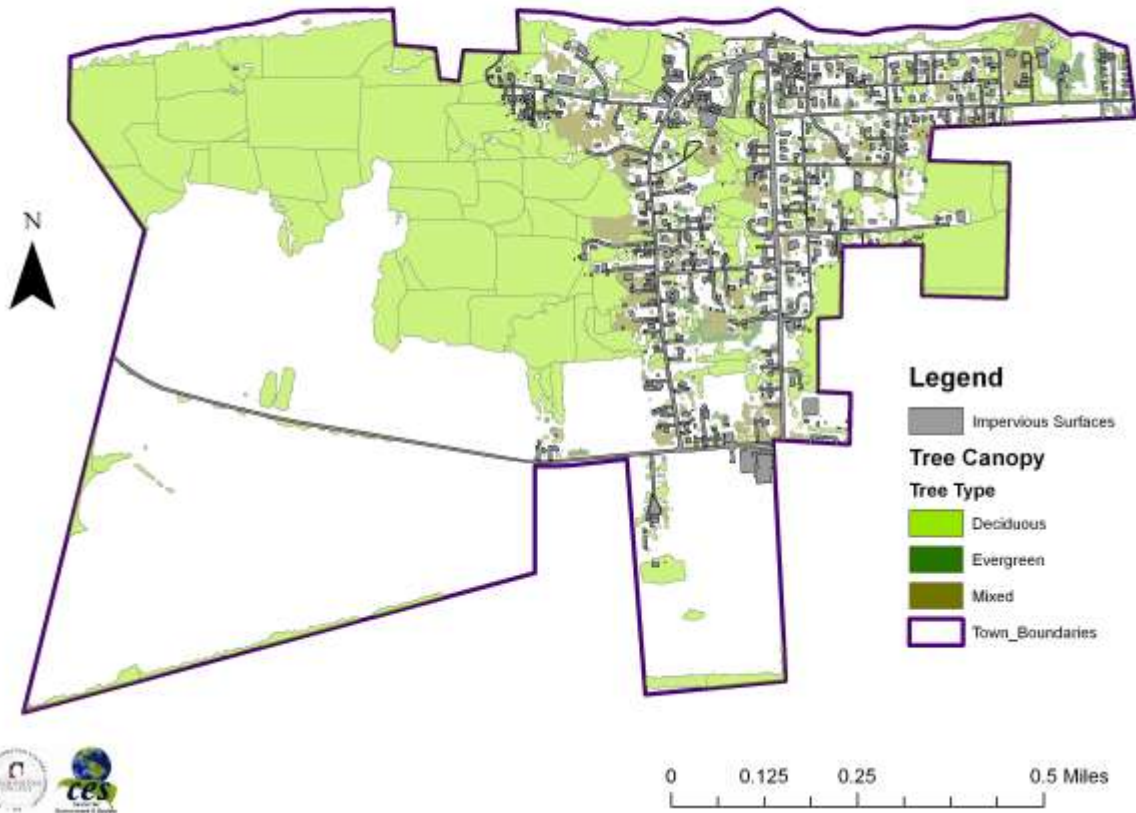 N
Legend
Impervious Surfaces
Tree Canopy
Tree Type
Deciduous
Evergreen
Mixed
Town_Boundaries
ces
0 0.125 0.25 0.5 Miles